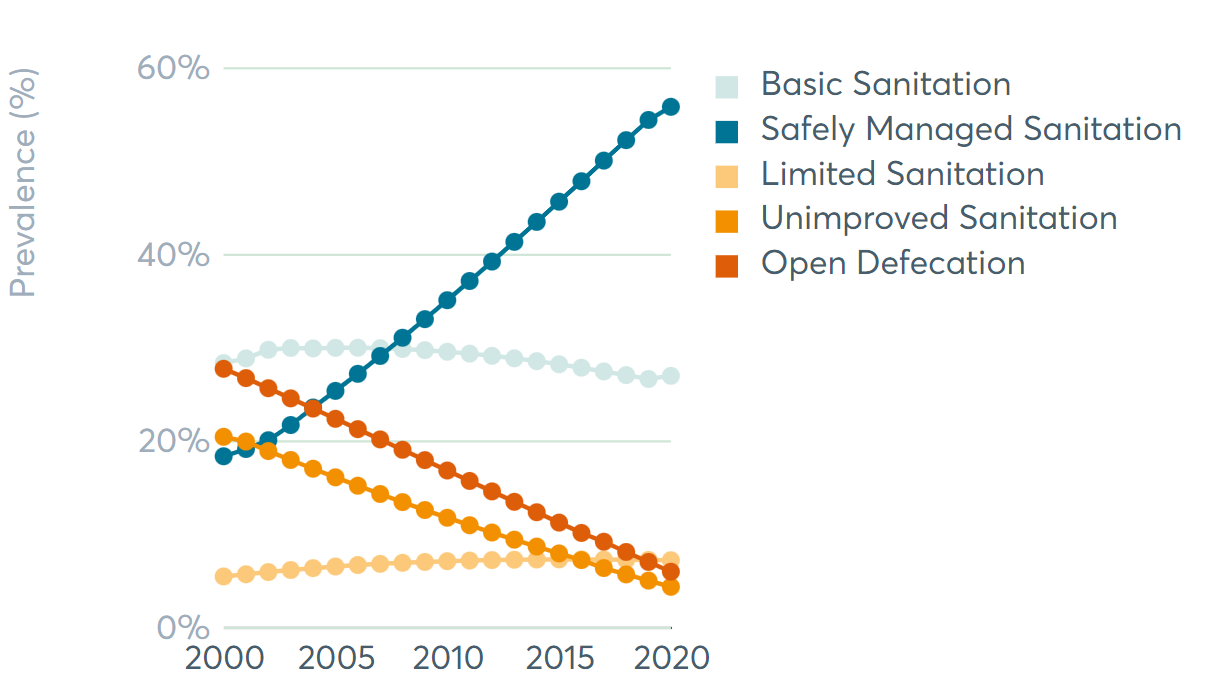 Prevalence (%)
60%
40%
20%
0%
2000 2005 2010 2015 2020
Basic Sanitation
Safely Managed Sanitation
Limited Sanitation
Unimproved Sanitation
Open Defecation